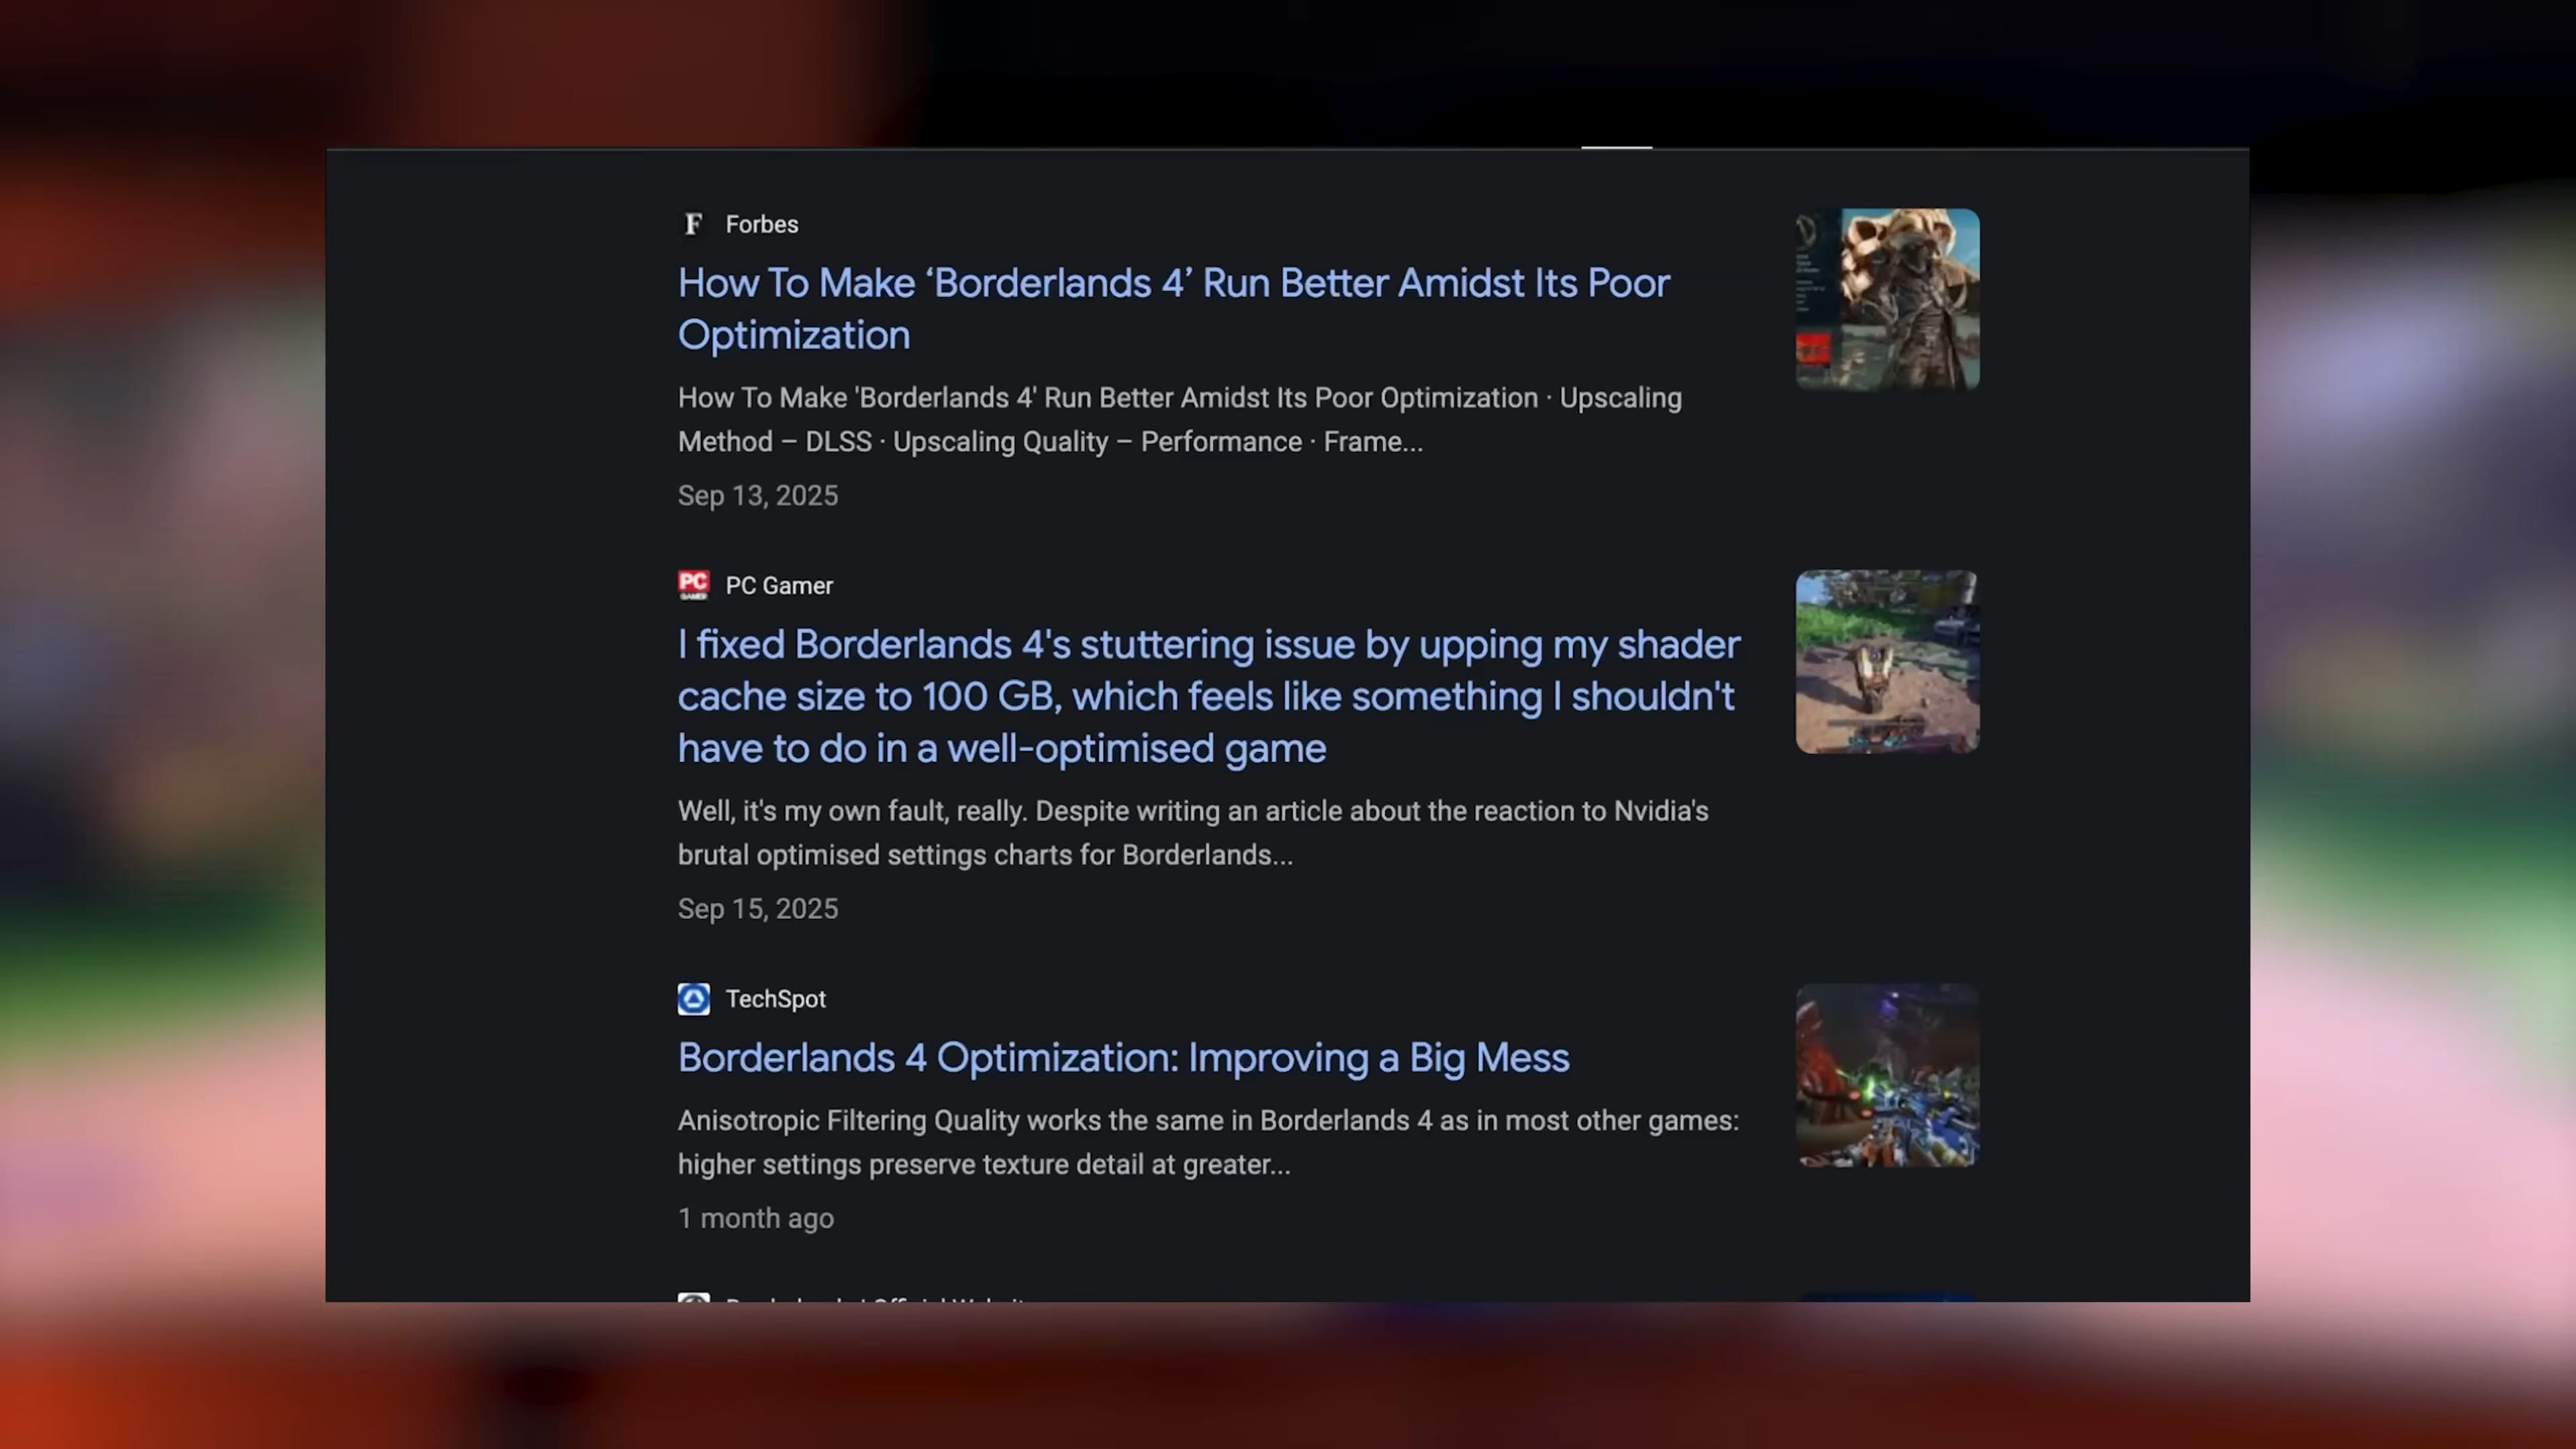 Forbes
How To Make ‘Borderlands 4’ Run Better Amidst Its Poor
Optimization
How To Make 'Borderlands 4' Run Better Amidst Its Poor Optimization · Upscaling
Method – DLSS · Upscaling Quality – Performance · Frame...
Sep 13, 2025
PC Gamer
I fixed Borderlands 4's stuttering issue by upping my shader
cache size to 100 GB, which feels like something I shouldn't
have to do in a well-optimised game
Well, it's my own fault, really. Despite writing an article about the reaction to Nvidia's
brutal optimised settings charts for Borderlands...
Sep 15, 2025
TechSpot
Borderlands 4 Optimization: Improving a Big Mess
Anisotropic Filtering Quality works the same in Borderlands 4 as in most other games:
higher settings preserve texture detail at greater...
1 month ago